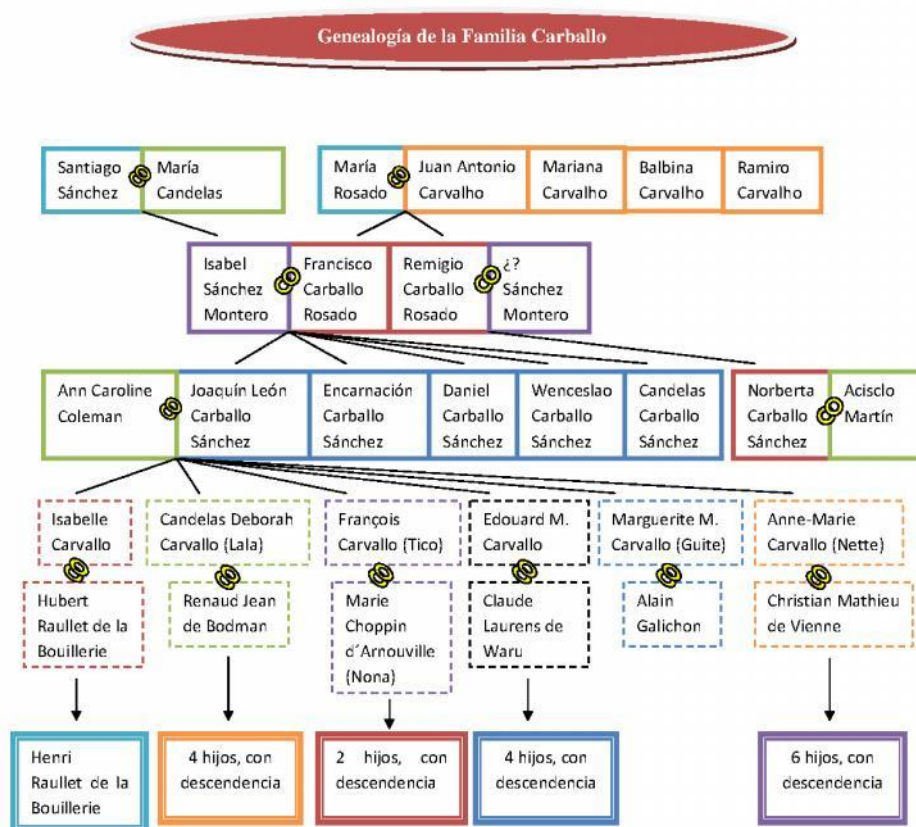 Genealogía de la Familia Carballo
Santiago
Sánchez
María
Candelas
María
Rosado
Juan Antonio
Carvalho
Mariana
Carvalho
Balbina
Carvalho
Ramiro
Carvalho
Isabel
Sánchez
Montero
Francisco
Carballo
Rosado
Remigio
Carballo
Rosado
¿?
Sánchez
Montero
Ann Caroline
Coleman
Joaquín León
Carballo
Sánchez
Encarnación
Carballo
Sánchez
Daniel
Carballo
Sánchez
Wenceslao
Carballo
Sánchez
Candelas
Carballo
Sánchez
Norberta
Carballo
Sánchez
Acisclo
Martín
Isabelle
Carvallo
Candelas Deborah
Carvallo (Lala)
François
Carvallo (Tico)
Edouard M.
Carvallo
Marguerite M.
Carvallo (Guite)
Anne-Marie
Carvallo (Nette)
Hubert
Raullet de la
Bouillerie
Renaud Jean
de Bodman
Marie
Choppin
d´Arnouville
(Nona)
Claude
Laurens de
Waru
Alain
Galichon
Christian Mathieu
de Vienne
Henri
Raullet de la
Bouillerie
4 hijos, con
descendencia
2 hijos, con
descendencia
4 hijos, con
descendencia
6 hijos, con
descendencia